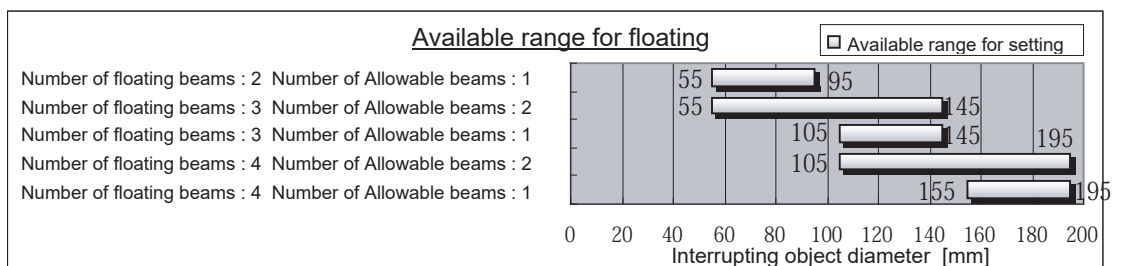 Available range for floating
Available range for setting
Number of floating beams : 2 Number of Allowable beams : 1
55 95
Number of floating beams : 3 Number of Allowable beams : 2
55 145
Number of floating beams : 3 Number of Allowable beams : 1
105 145
Number of floating beams : 4 Number of Allowable beams : 2
105 195
Number of floating beams : 4 Number of Allowable beams : 1
155 195
0 20 40 60 80 100 120 140 160 180 200
Interrupting object diameter [mm]